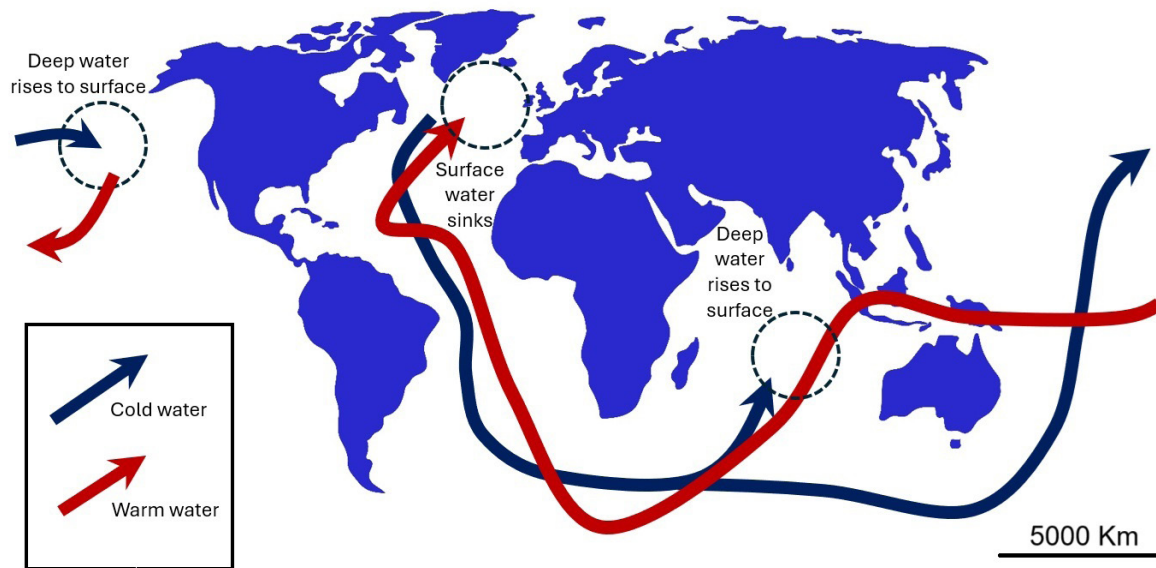 Deep water
rises to surface
Surface
water
sinks
Deep
water
rises to
surface
Cold water
Warm water
5000 Km